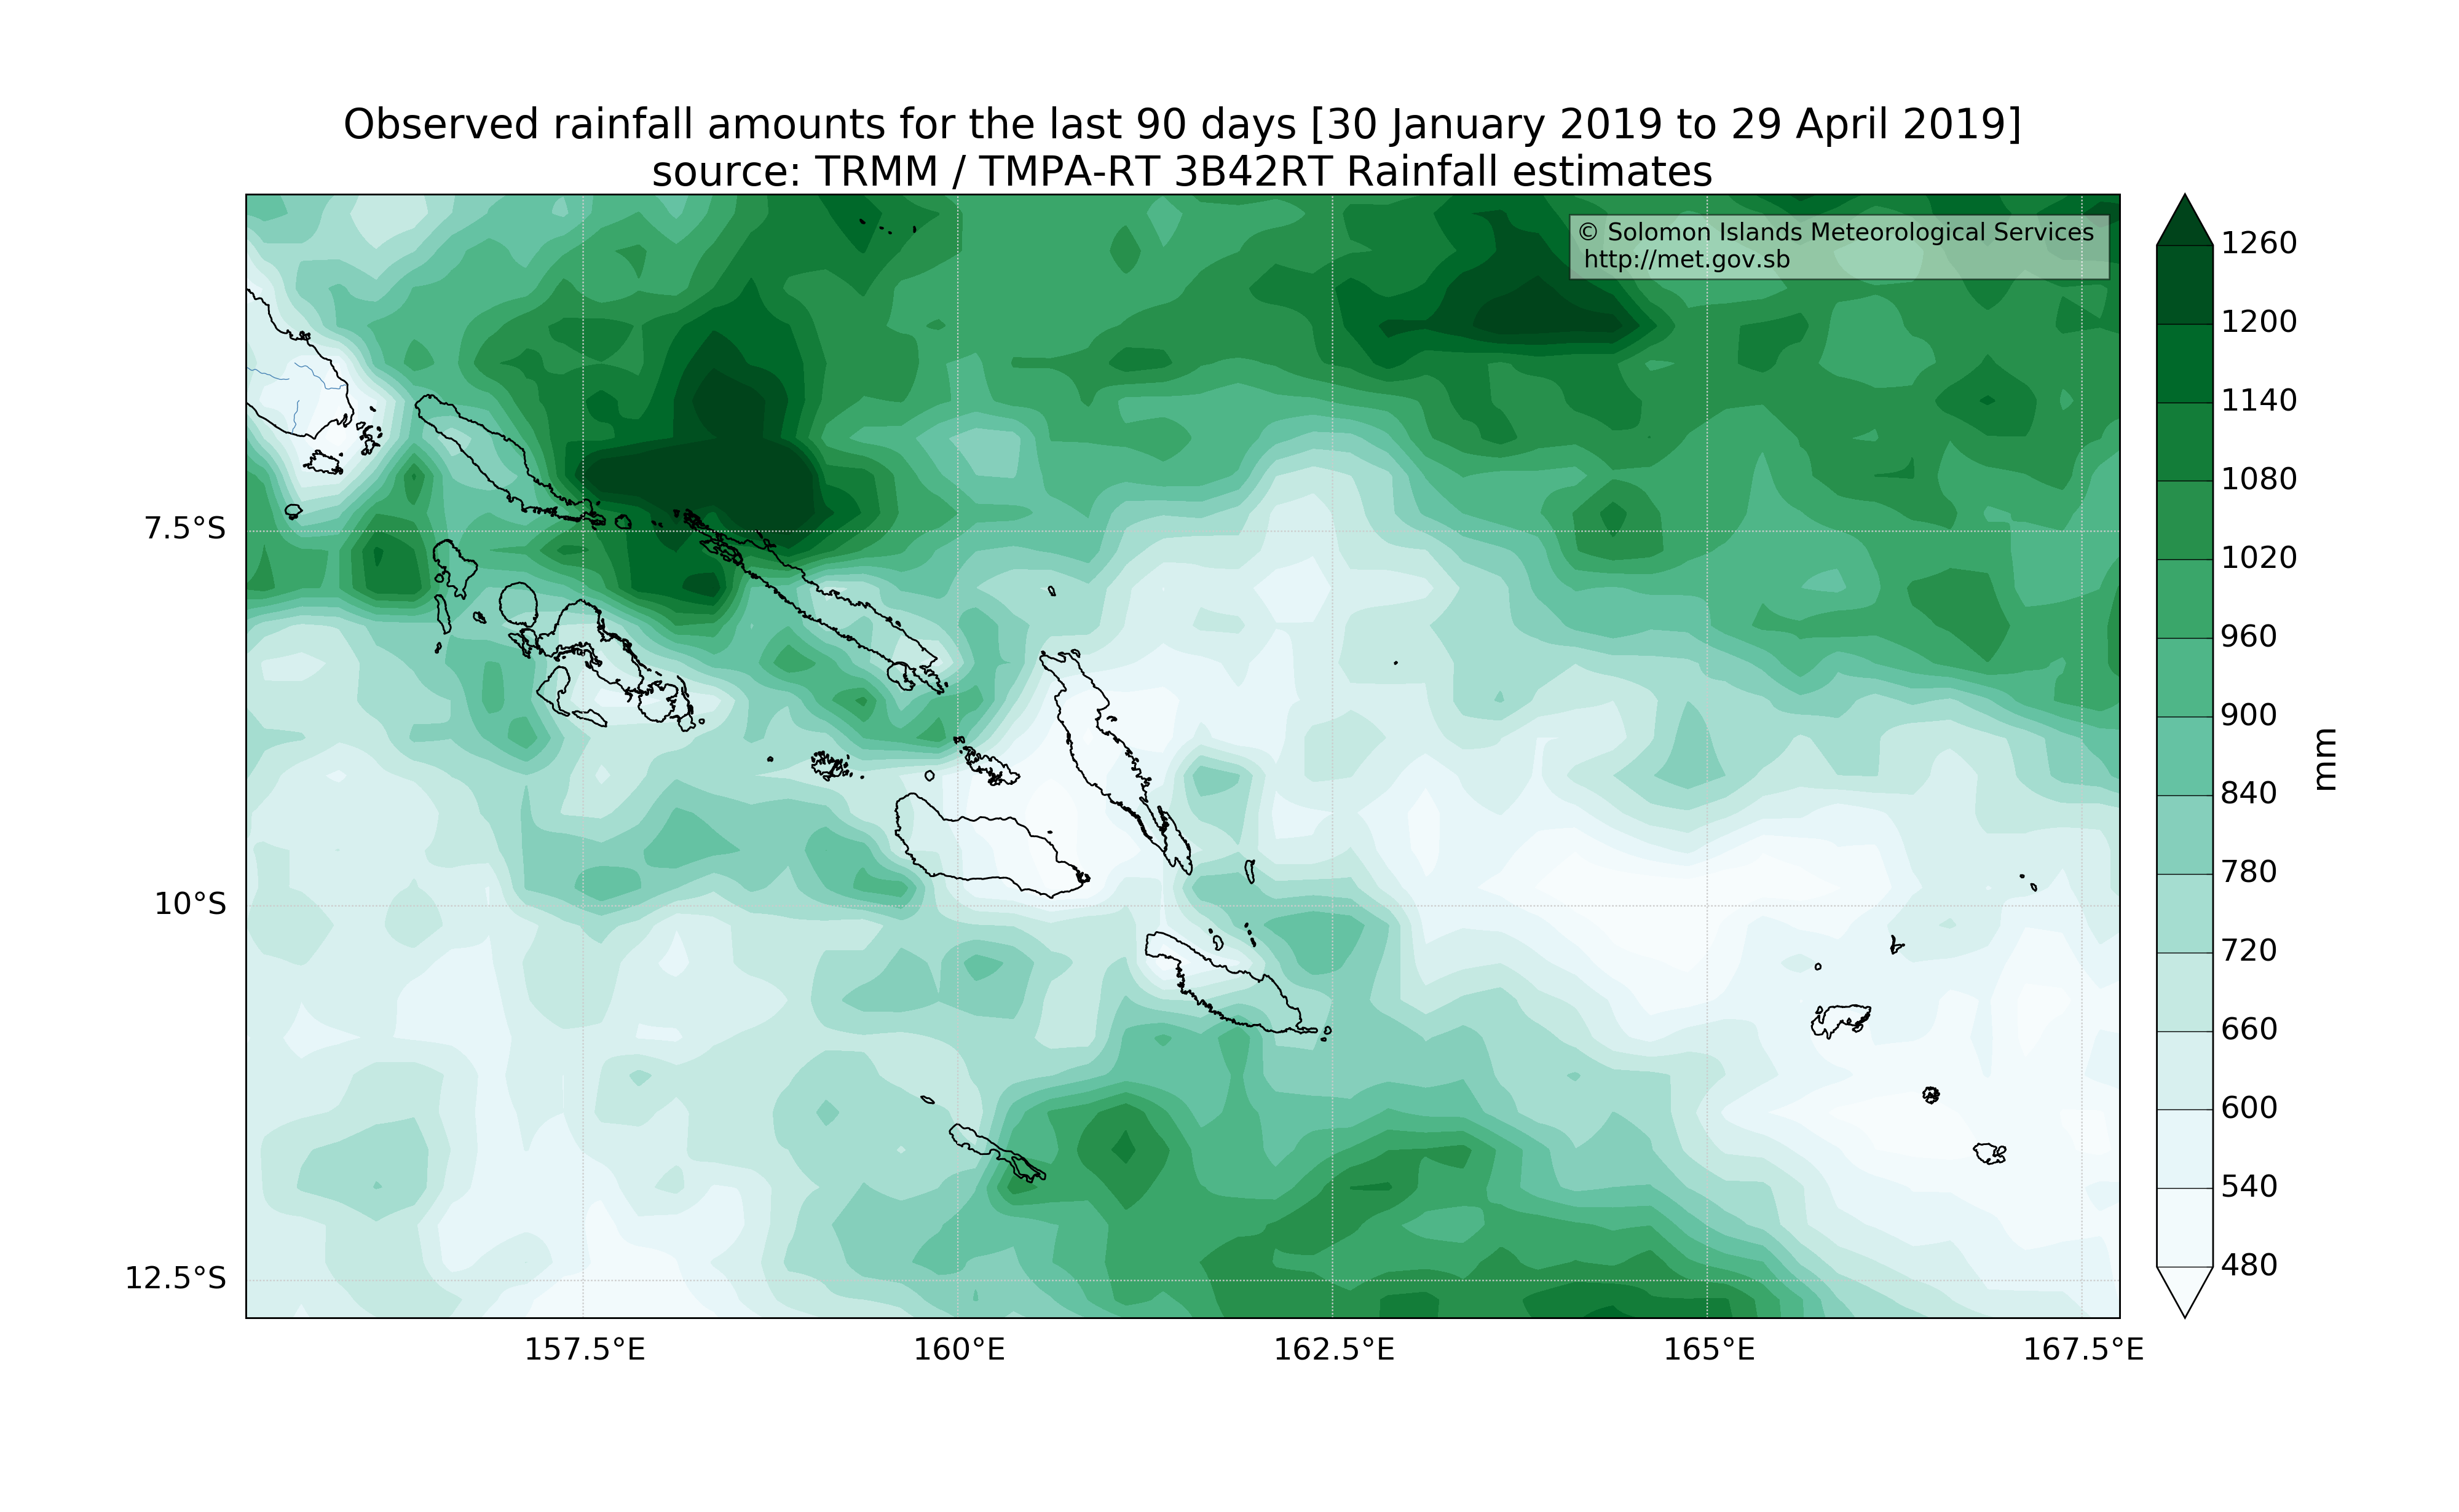 Observed rainfall amounts for the last 90 days [30 January 2019 to 29 April 2019]
source: TRMM / TMPA-RT 3B42RT Rainfall estimates
© Solomon Islands Meteorological Services
http://met.gov.sb
7.5°S
10°S
12.5°S
157.5°E
160°E
162.5°E
165°E
167.5°E
1260
1200
1140
1080
1020
960
900
840
780
720
660
600
540
480
mm